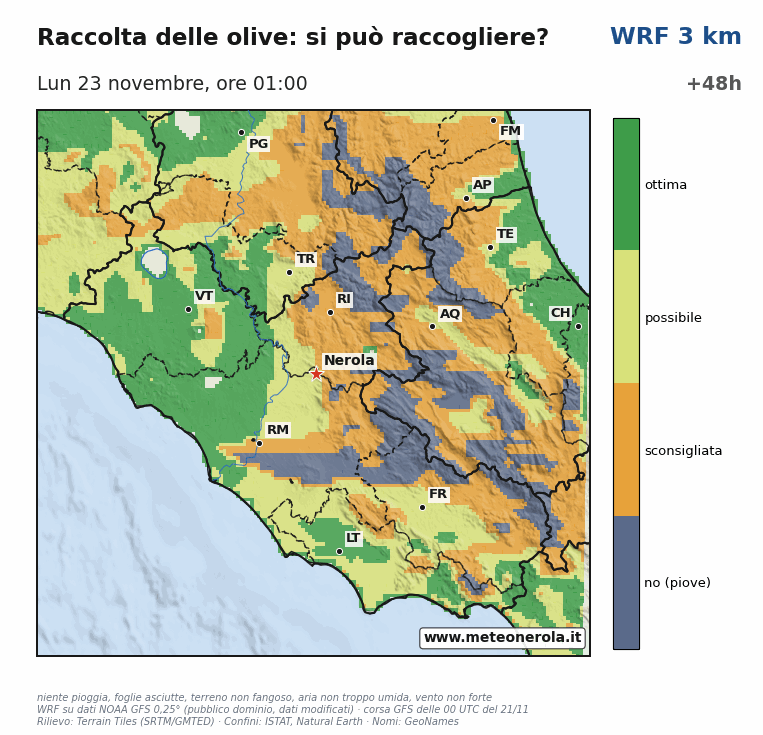 Raccolta delle olive: si può raccogliere?
WRF 3 km
Lun 23 novembre, ore 01:00
+48h
FM
PG
AP
TE
TR
VT
RI
AQ
CH
Nerola
RM
FR
LT
www.meteonerola.it
ottima
possibile
sconsigliata
no (piove)
niente pioggia, foglie asciutte, terreno non fangoso, aria non troppo umida, vento non forte
WRF su dati NOAA GFS 0,25° (pubblico dominio, dati modificati) · corsa GFS delle 00 UTC del 21/11
Rilievo: Terrain Tiles (SRTM/GMTED) · Confini: ISTAT, Natural Earth · Nomi: GeoNames